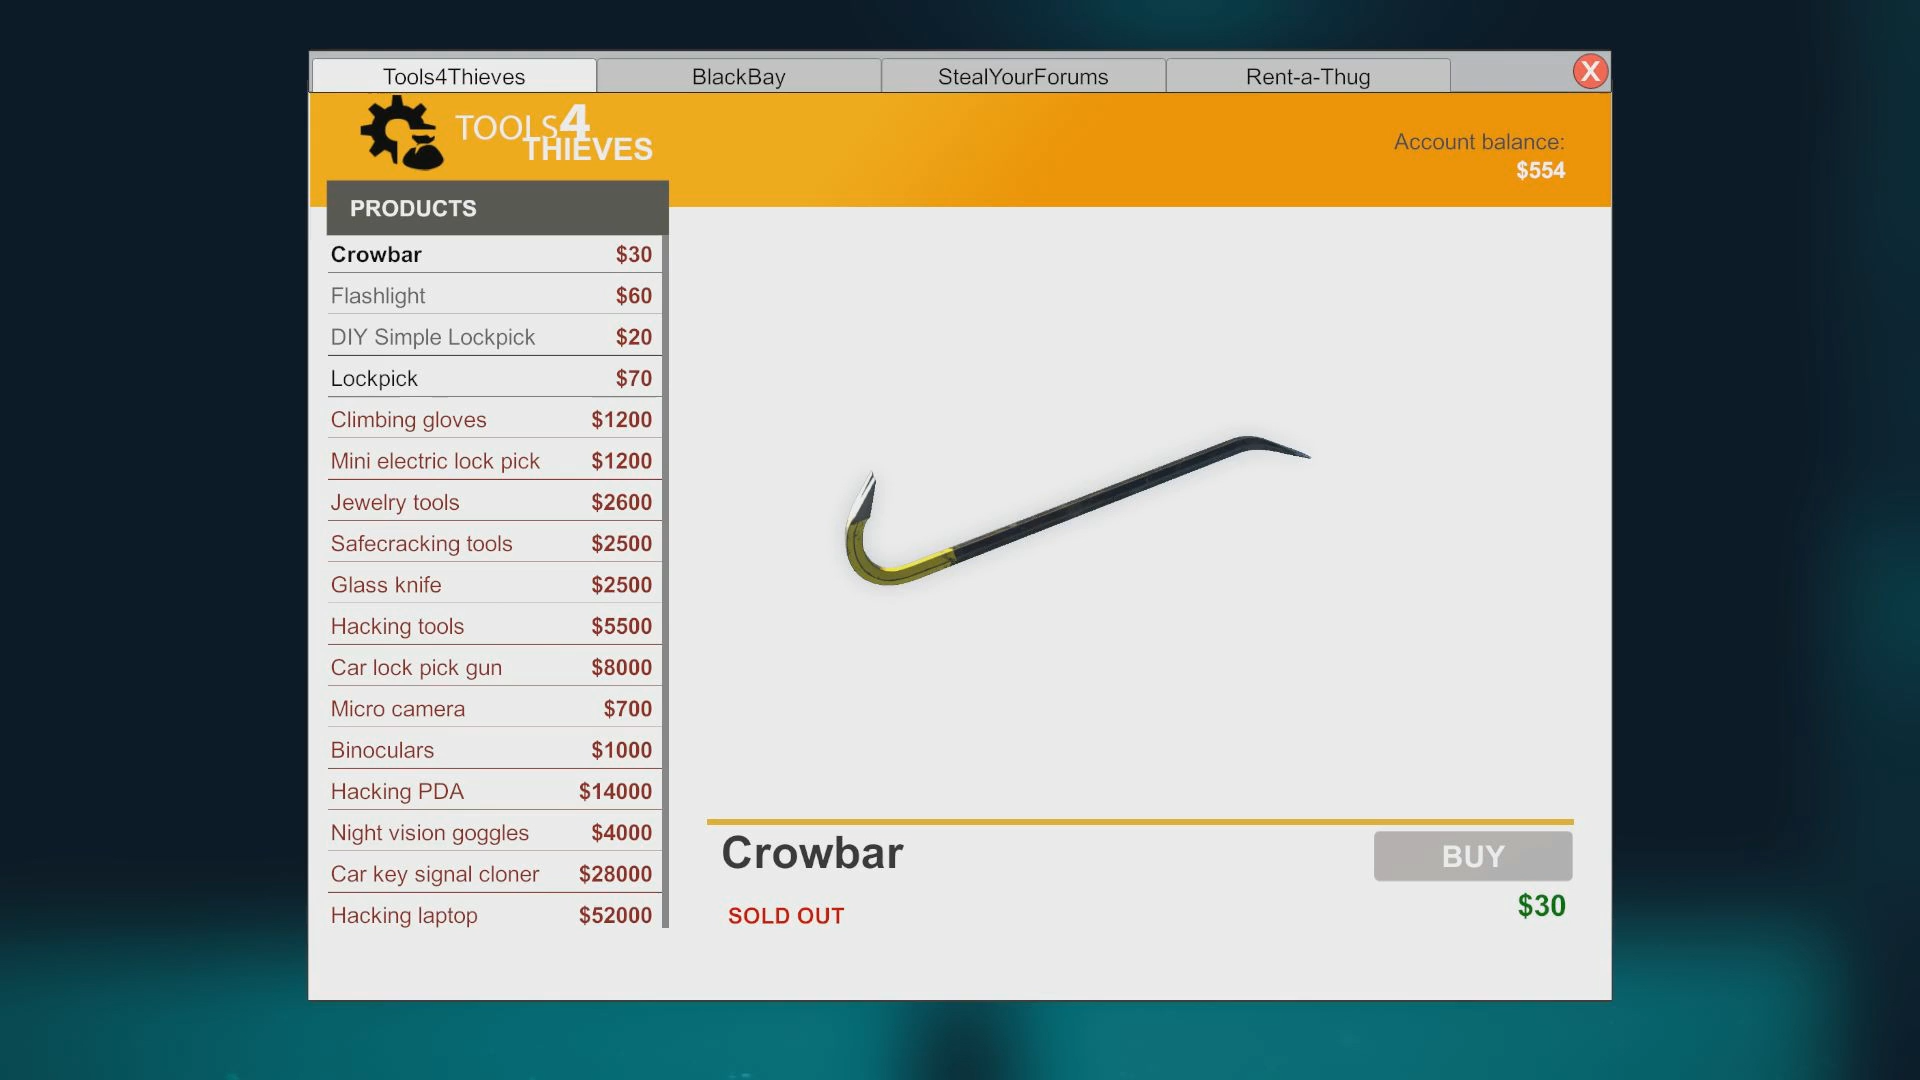 Tools4Thieves
BlackBay
StealYourForums
Rent-a-Thug
X
TOOLS4
THIEVES
Account balance:
$554
PRODUCTS
Crowbar $30
Flashlight $60
DIY Simple Lockpick $20
Lockpick $70
Climbing gloves $1200
Mini electric lock pick $1200
Jewelry tools $2600
Safecracking tools $2500
Glass knife $2500
Hacking tools $5500
Car lock pick gun $8000
Micro camera $700
Binoculars $1000
Hacking PDA $14000
Night vision goggles $4000
Car key signal cloner $28000
Hacking laptop $52000
Crowbar
BUY
SOLD OUT
$30